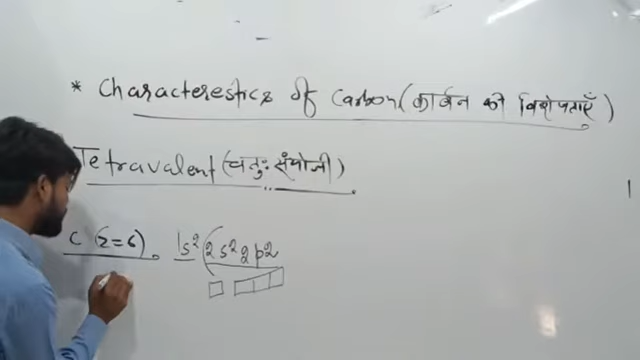 * Characterestics of Carbon (कार्बन की विशेषताएँ)
Tetravalent (चतु: संयोजी)
C (z=6) 1s² (2s² 2p²